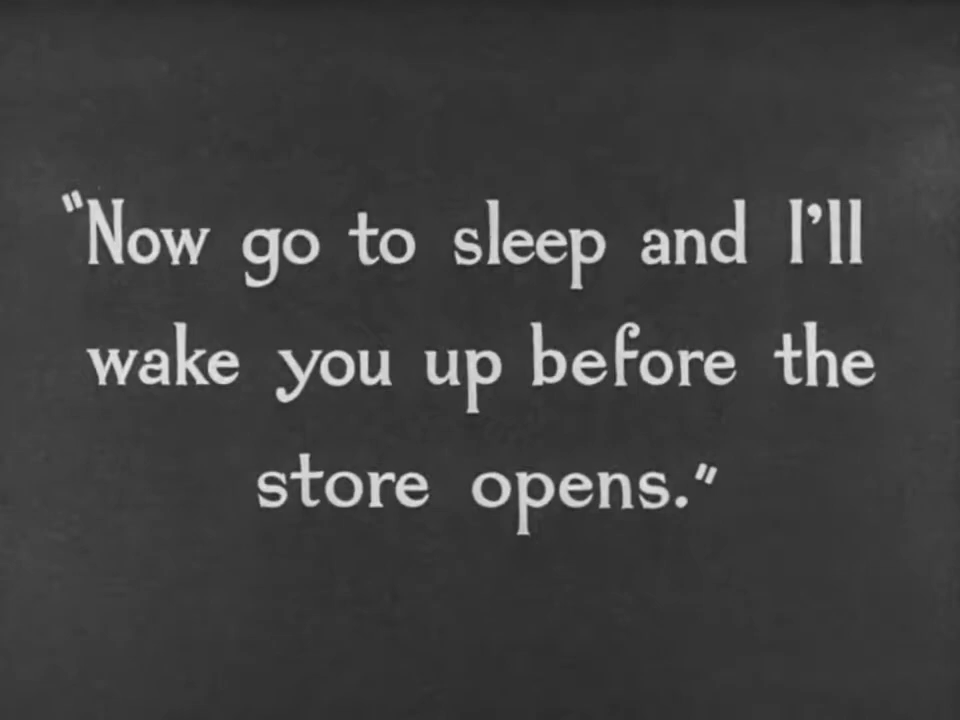 "Now go to sleep and I'll
wake you up before the
store opens."